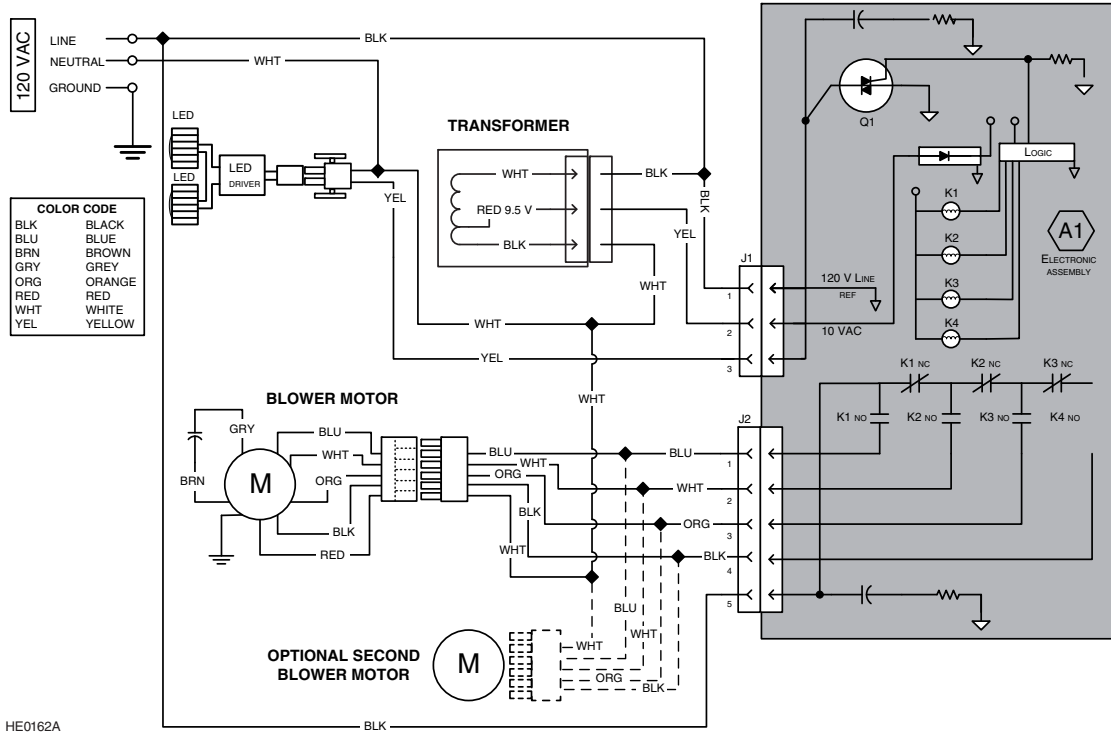 120 VAC
LINE
NEUTRAL
GROUND
BLK
WHT
LED
LED
LED
DRIVER
YEL
COLOR CODE
BLK BLACK
BLU BLUE
BRN BROWN
GRY GREY
ORG ORANGE
RED RED
WHT WHITE
YEL YELLOW
TRANSFORMER
WHT
RED 9.5 V
BLK
BLK
BLK
YEL
WHT
WHT
YEL
WHT
Q1
LOGIC
K1
K2
K3
K4
A1
ELECTRONIC
ASSEMBLY
J1
1
120 V LINE
REF
2
10 VAC
3
K1 NC
K2 NC
K3 NC
K1 NO
K2 NO
K3 NO
K4 NO
BLOWER MOTOR
GRY
BRN
M
BLU
WHT
ORG
BLK
RED
BLU
WHT
ORG
BLK
WHT
J2
BLU
1
WHT
2
ORG
3
BLK
4
5
BLU
WHT
OPTIONAL SECOND
BLOWER MOTOR
M
WHT
ORG
BLK
BLK
HE0162A